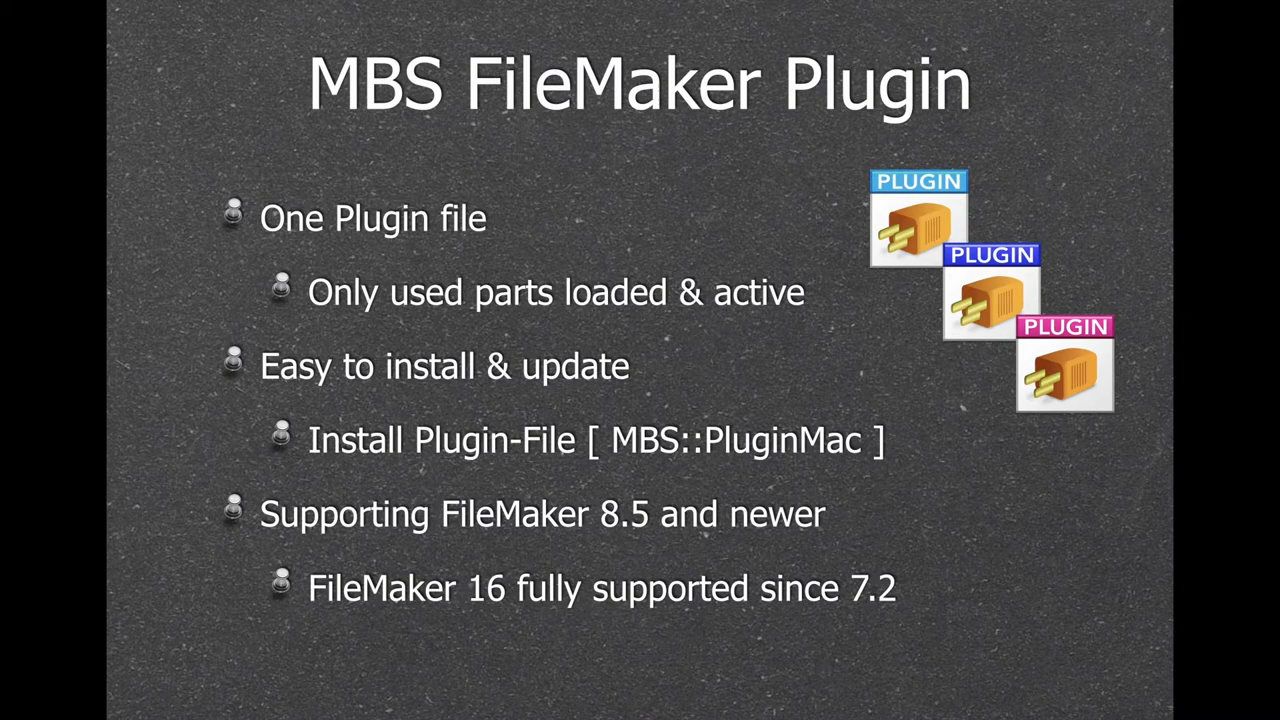 MBS FileMaker Plugin
One Plugin file
Only used parts loaded & active
Easy to install & update
Install Plugin-File [ MBS::PluginMac ]
Supporting FileMaker 8.5 and newer
FileMaker 16 fully supported since 7.2
PLUGIN
PLUGIN
PLUGIN